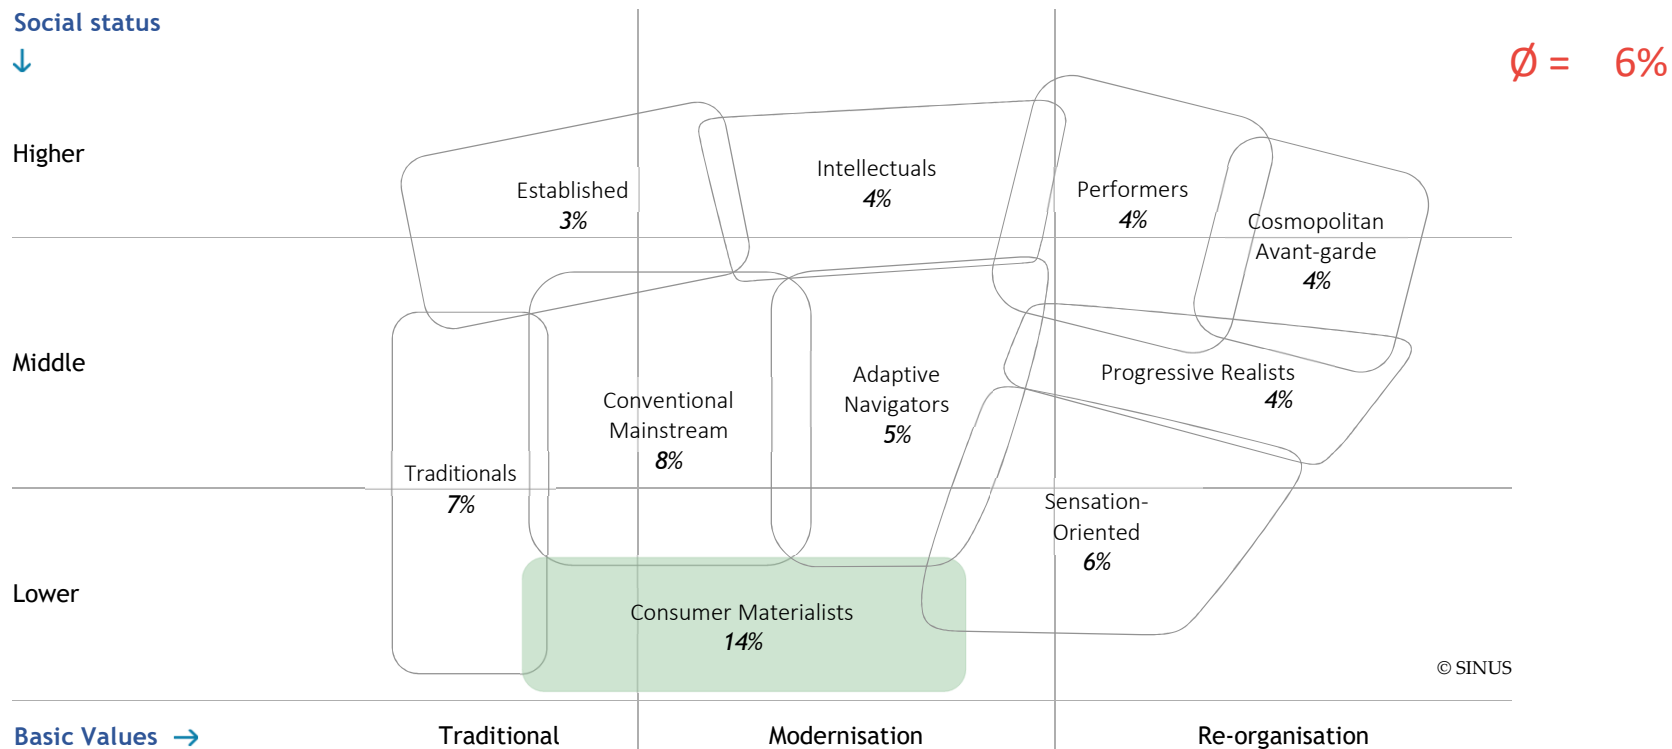 Social status
↓
Ø = 6%
Higher
Established
3%
Intellectuals
4%
Performers
4%
Cosmopolitan
Avant-garde
4%
Middle
Traditionals
7%
Conventional
Mainstream
8%
Adaptive
Navigators
5%
Progressive Realists
4%
Sensation-
Oriented
6%
Lower
Consumer Materialists
14%
© SINUS
Basic Values →
Traditional
Modernisation
Re-organisation